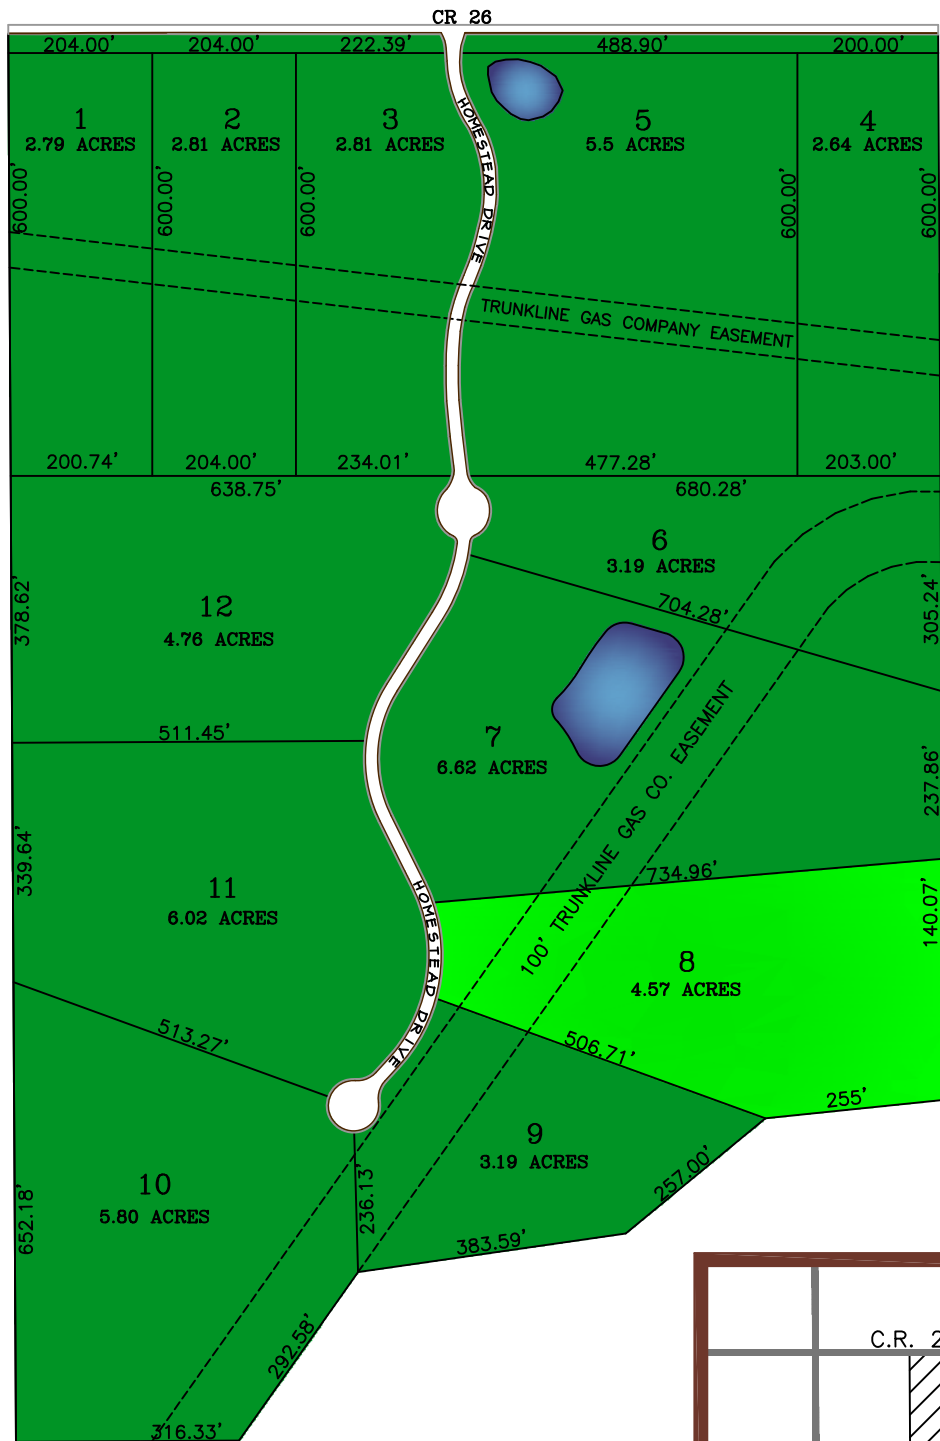 CR 26
204.00'
204.00'
222.39'
488.90'
200.00'
1
2.79 ACRES
2
2.81 ACRES
3
2.81 ACRES
5
5.5 ACRES
4
2.64 ACRES
HOMESTEAD DRIVE
600.00'
600.00'
600.00'
600.00'
600.00'
TRUNKLINE GAS COMPANY EASEMENT
200.74'
204.00'
234.01'
477.28'
203.00'
638.75'
680.28'
6
3.19 ACRES
12
4.76 ACRES
378.62'
704.28'
305.24'
511.45'
7
6.62 ACRES
100' TRUNKLINE GAS CO. EASEMENT
237.86'
339.64'
11
6.02 ACRES
734.96'
HOMESTEAD DRIVE
140.07'
8
4.57 ACRES
513.27'
506.71'
255'
9
3.19 ACRES
10
5.80 ACRES
652.18'
236.13'
257.00'
383.59'
292.58'
316.33'
C.R. 2